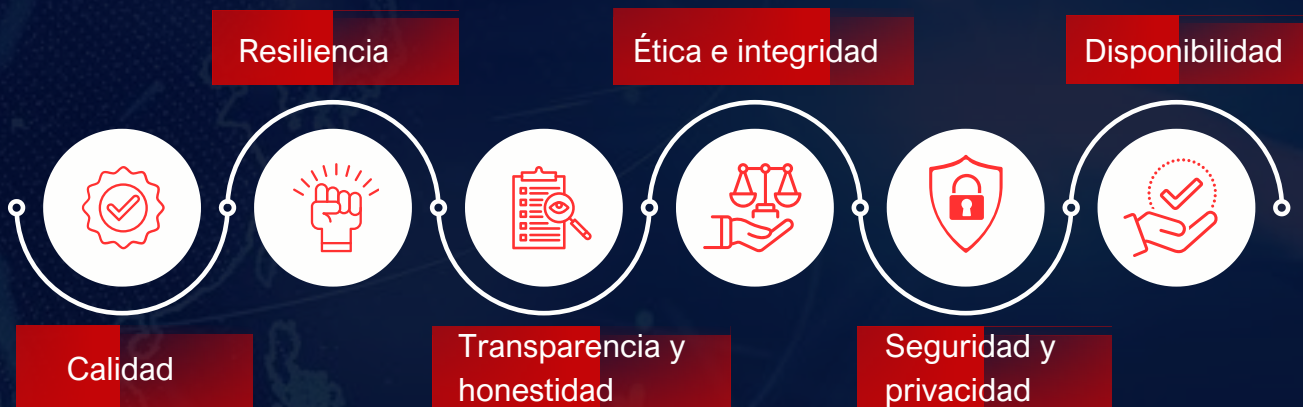 Resiliencia
Ética e integridad
Disponibilidad
Calidad
Transparencia y
honestidad
Seguridad y
privacidad